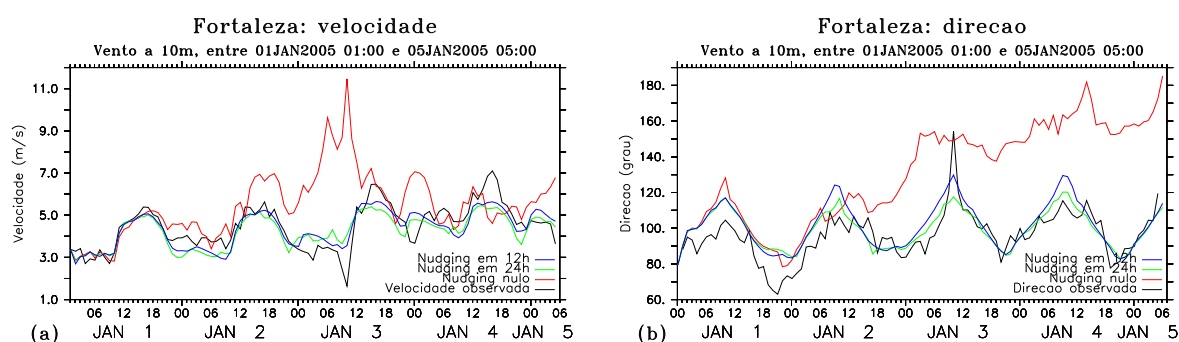 Fortaleza: velocidade
Vento a 10m, entre 01JAN2005 01:00 e 05JAN2005 05:00
Velocidade (m/s)
11.0
9.0
7.0
5.0
3.0
1.0
Nudging em 12h
Nudging em 24h
Nudging nulo
Velocidade observada
06 12 18 00 06 12 18 00 06 12 18 00 06 12 18 00 06
(a) JAN 1 JAN 2 JAN 3 JAN 4 JAN 5
Fortaleza: direcao
Vento a 10m, entre 01JAN2005 01:00 e 05JAN2005 05:00
Direcao (grau)
180.
160.
140.
120.
100.
80.
60.
Nudging em 12h
Nudging em 24h
Nudging nulo
Direcao observada
00 06 12 18 00 06 12 18 00 06 12 18 00 06 12 18 00 06
(b) JAN 1 JAN 2 JAN 3 JAN 4 JAN 5